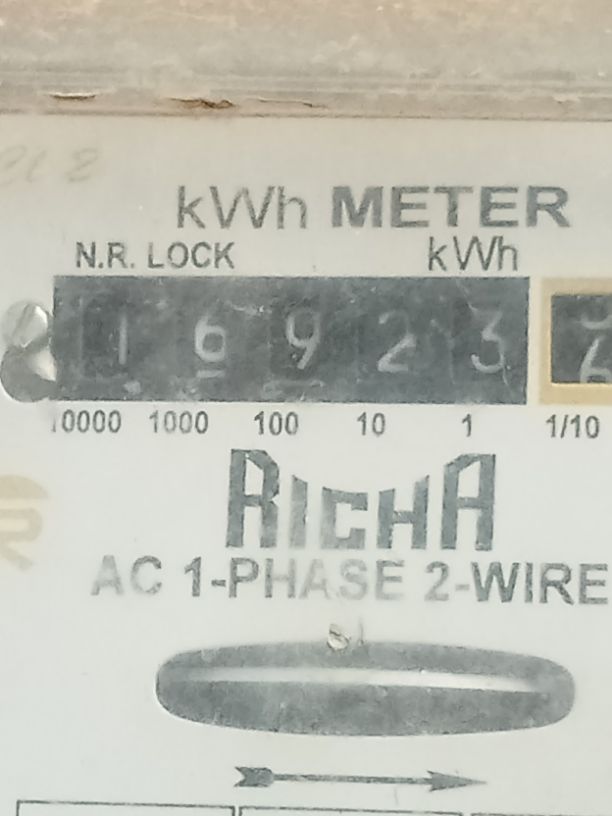 kWh METER
N.R. LOCK kWh
1 6 9 2 3
10000 1000 100 10 1 1/10
RICHA
AC 1-PHASE 2-WIRE